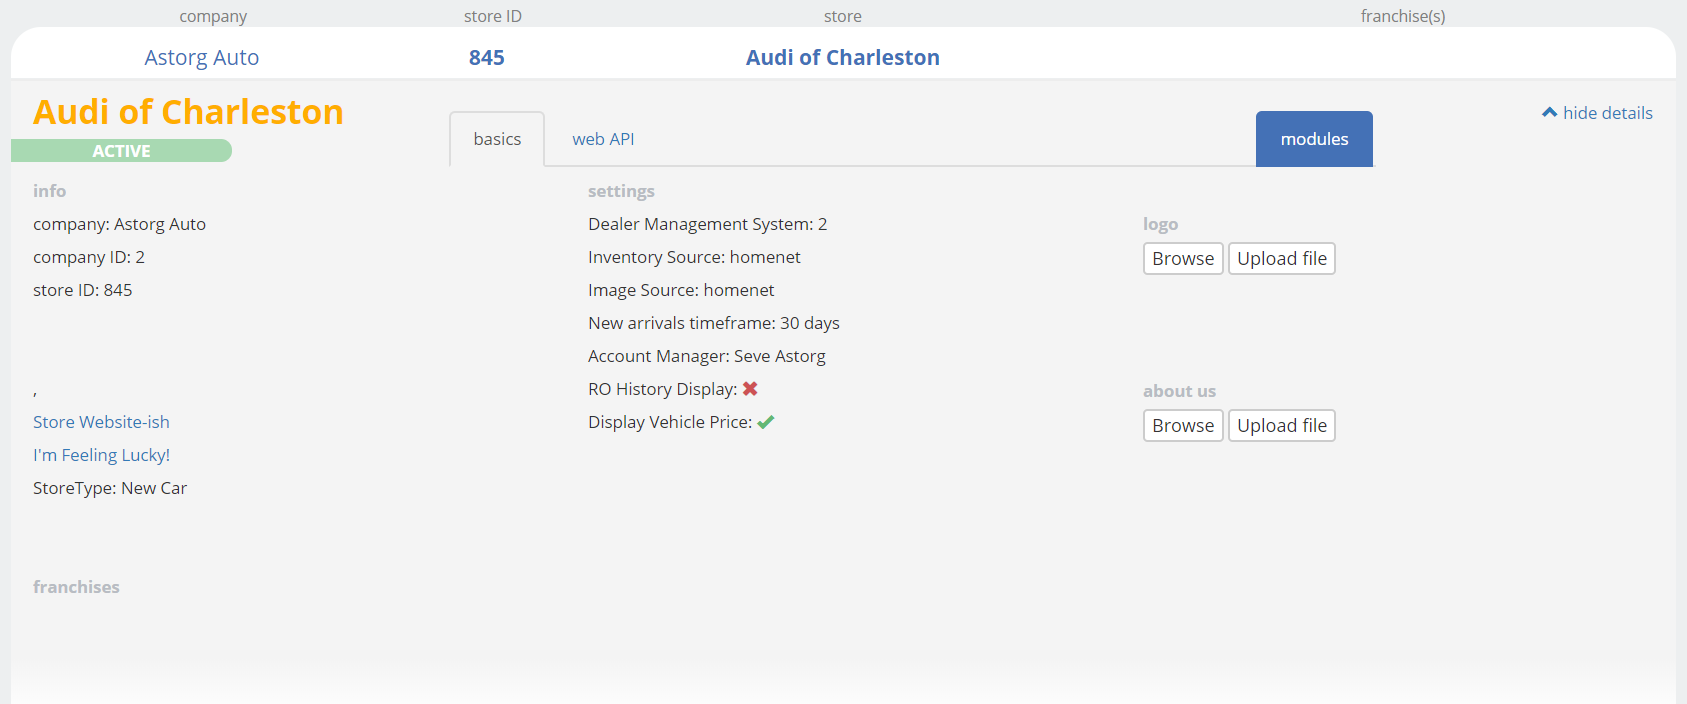 company store ID store franchise(s)
Astorg Auto 845 Audi of Charleston
Audi of Charleston
ACTIVE
basics web API modules
hide details
info
company: Astorg Auto
company ID: 2
store ID: 845
,
Store Website-ish
I'm Feeling Lucky!
StoreType: New Car
franchises
settings
Dealer Management System: 2
Inventory Source: homenet
Image Source: homenet
New arrivals timeframe: 30 days
Account Manager: Seve Astorg
RO History Display: ✖
Display Vehicle Price: ✔
logo
Browse Upload file
about us
Browse Upload file